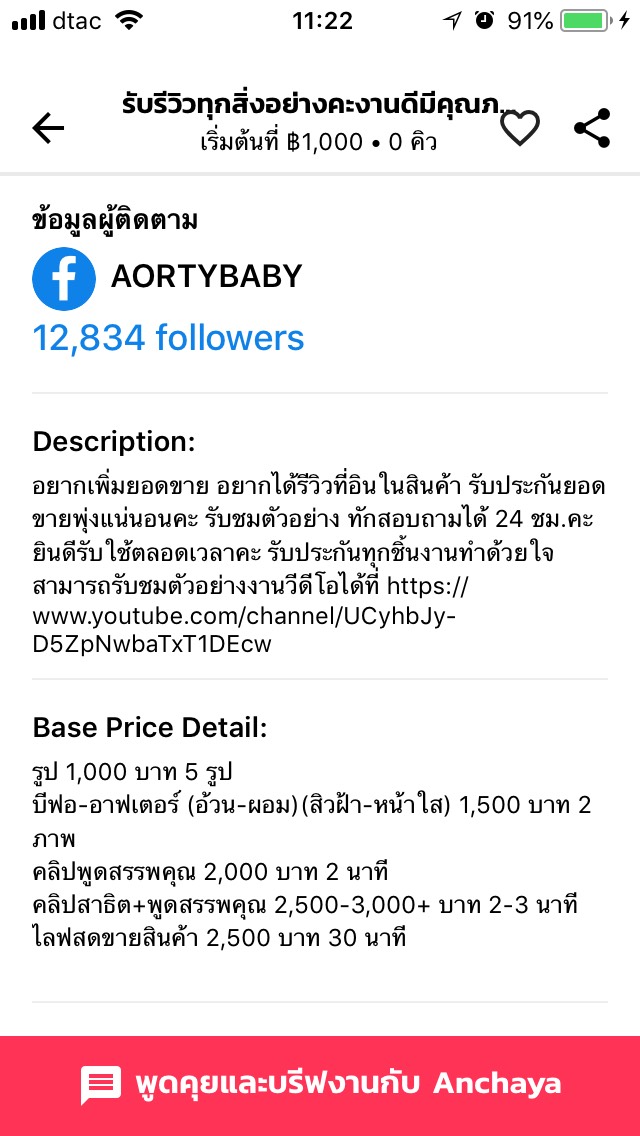 dtac 11:22 91%
รับรีวิวทุกสิ่งอย่างคะงานดีมีคุณภ...
เริ่มต้นที่ ฿1,000 • 0 คิว
ข้อมูลผู้ติดตาม
AORTYBABY
12,834 followers
Description:
อยากเพิ่มยอดขาย อยากได้รีวิวที่อินในสินค้า รับประกันยอด
ขายพุ่งแน่นอนคะ รับชมตัวอย่าง ทักสอบถามได้ 24 ชม.คะ
ยินดีรับใช้ตลอดเวลาคะ รับประกันทุกชิ้นงานทำด้วยใจ
สามารถรับชมตัวอย่างงานวีดีโอได้ที่ https://
www.youtube.com/channel/UCyhbJy-
D5ZpNwbaTxT1DEcw
Base Price Detail:
รูป 1,000 บาท 5 รูป
บีฟอ-อาฟเตอร์ (อ้วน-ผอม)(สิวฝ้า-หน้าใส) 1,500 บาท 2
ภาพ
คลิปพูดสรรพคุณ 2,000 บาท 2 นาที
คลิปสาธิต+พูดสรรพคุณ 2,500-3,000+ บาท 2-3 นาที
ไลฟสดขายสินค้า 2,500 บาท 30 นาที
พูดคุยและบรีฟงานกับ Anchaya